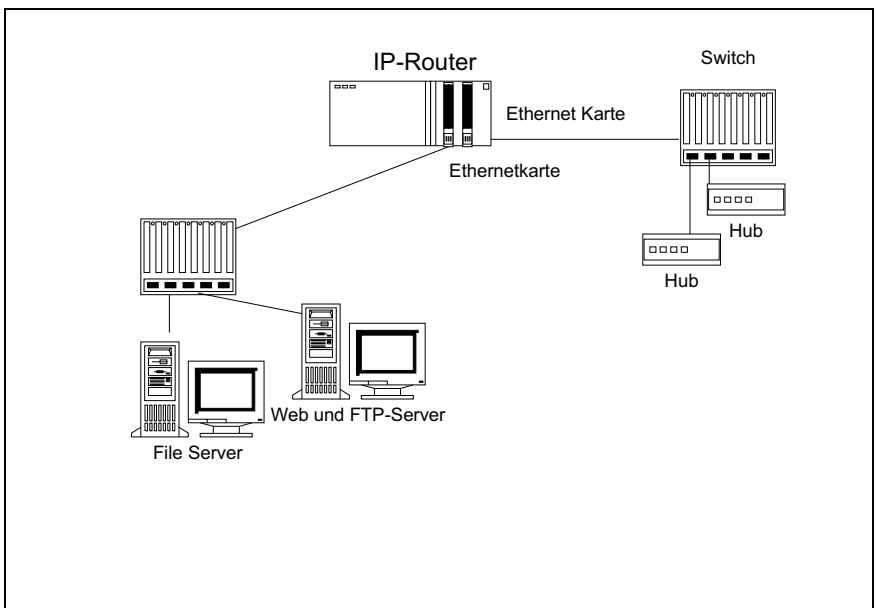 IP-Router
Switch
Ethernet Karte
Ethernetkarte
Hub
Hub
Web und FTP-Server
File Server